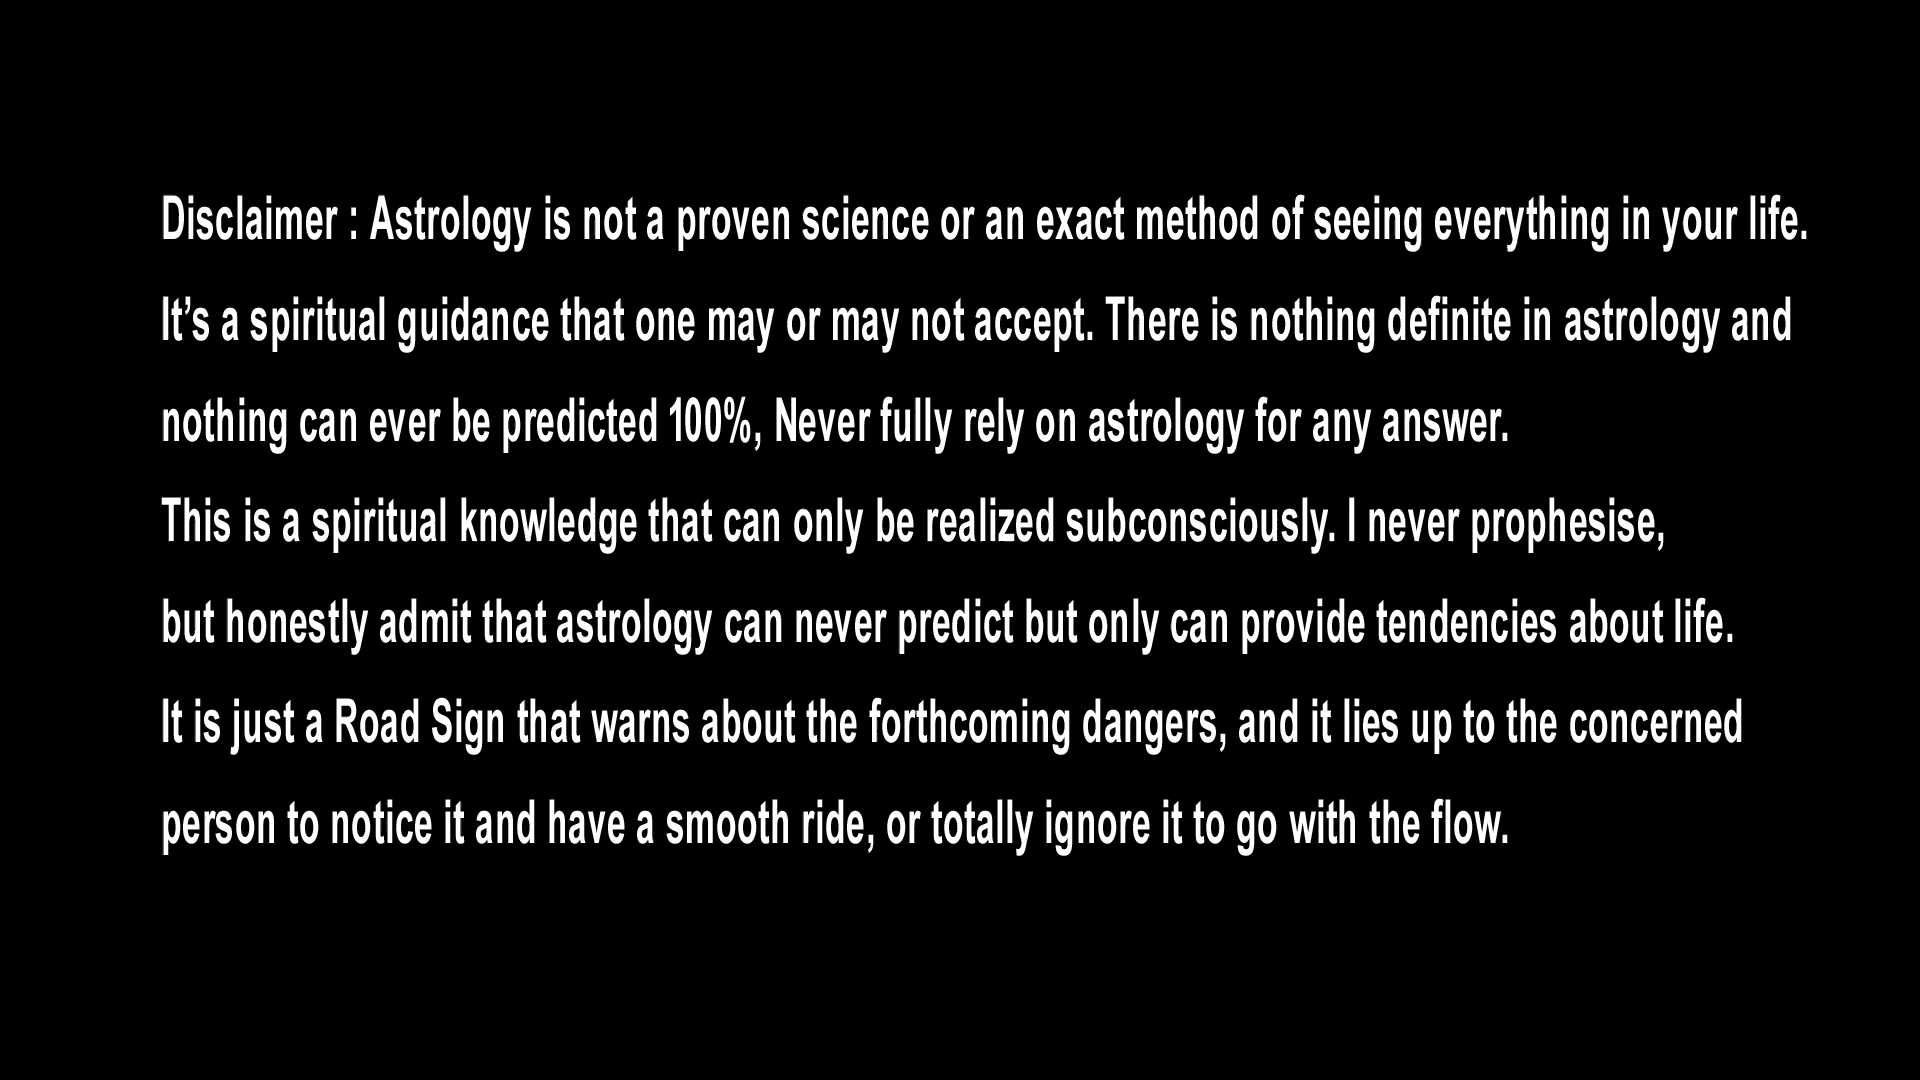 Disclaimer : Astrology is not a proven science or an exact method of seeing everything in your life.
It’s a spiritual guidance that one may or may not accept. There is nothing definite in astrology and
nothing can ever be predicted 100%, Never fully rely on astrology for any answer.
This is a spiritual knowledge that can only be realized subconsciously. I never prophesise,
but honestly admit that astrology can never predict but only can provide tendencies about life.
It is just a Road Sign that warns about the forthcoming dangers, and it lies up to the concerned
person to notice it and have a smooth ride, or totally ignore it to go with the flow.